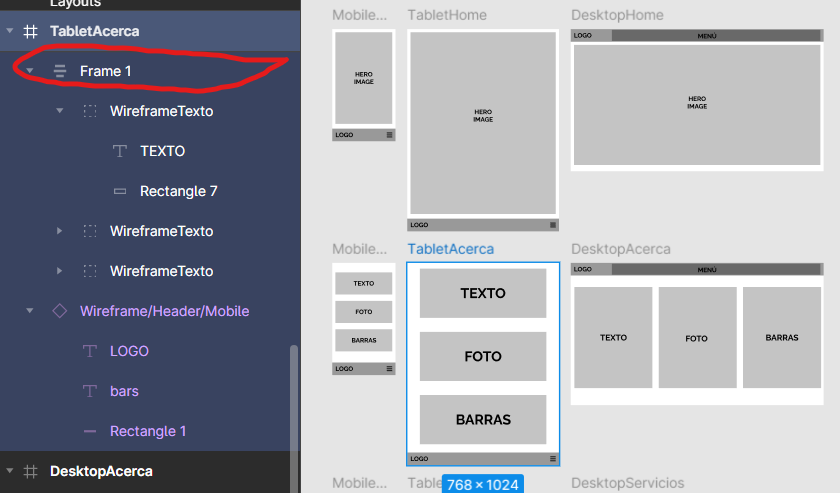 Layouts
TabletAcerca
Frame 1
WireframeTexto
TEXTO
Rectangle 7
WireframeTexto
WireframeTexto
Wireframe/Header/Mobile
LOGO
bars
Rectangle 1
DesktopAcerca
Mobile...
HERO
IMAGE
LOGO
TabletHome
HERO
IMAGE
LOGO
DesktopHome
LOGO MENÚ
HERO
IMAGE
Mobile...
TEXTO
FOTO
BARRAS
LOGO
TabletAcerca
TEXTO
FOTO
BARRAS
LOGO
768 × 1024
DesktopAcerca
LOGO MENÚ
TEXTO FOTO BARRAS
Mobile...
DesktopServicios